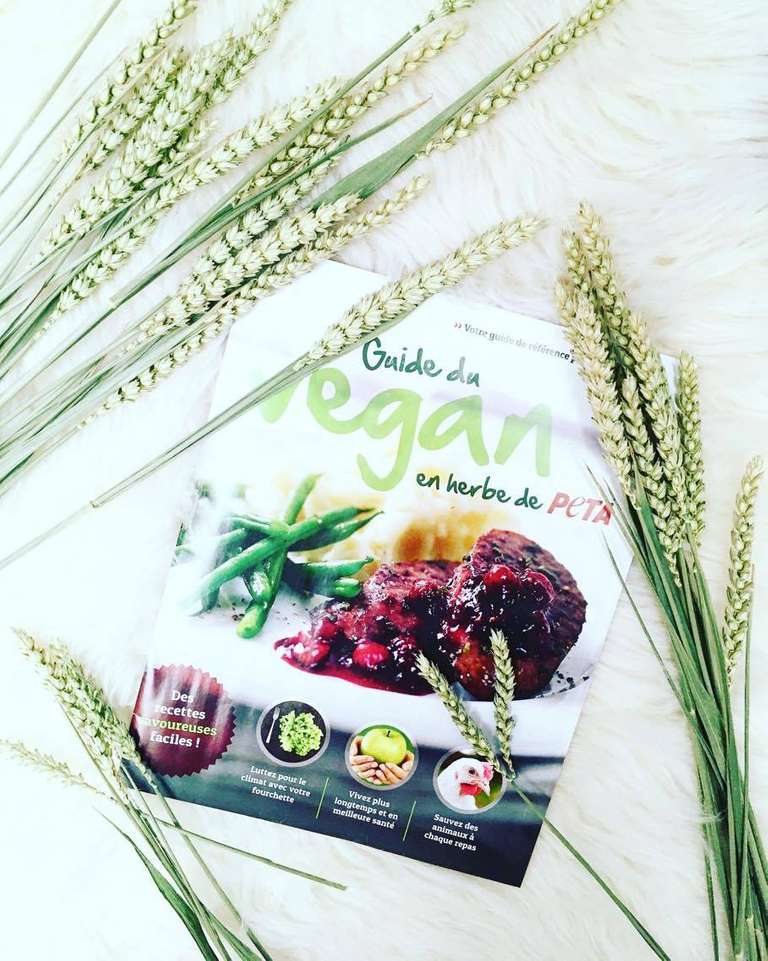 » Votre guide de référence
Guide du
vegan
en herbe de PETA
Des
recettes
savoureuses
faciles !
Luttez pour le
climat avec votre
fourchette
Vivez plus
longtemps et en
meilleure santé
Sauvez des
animaux à
chaque repas